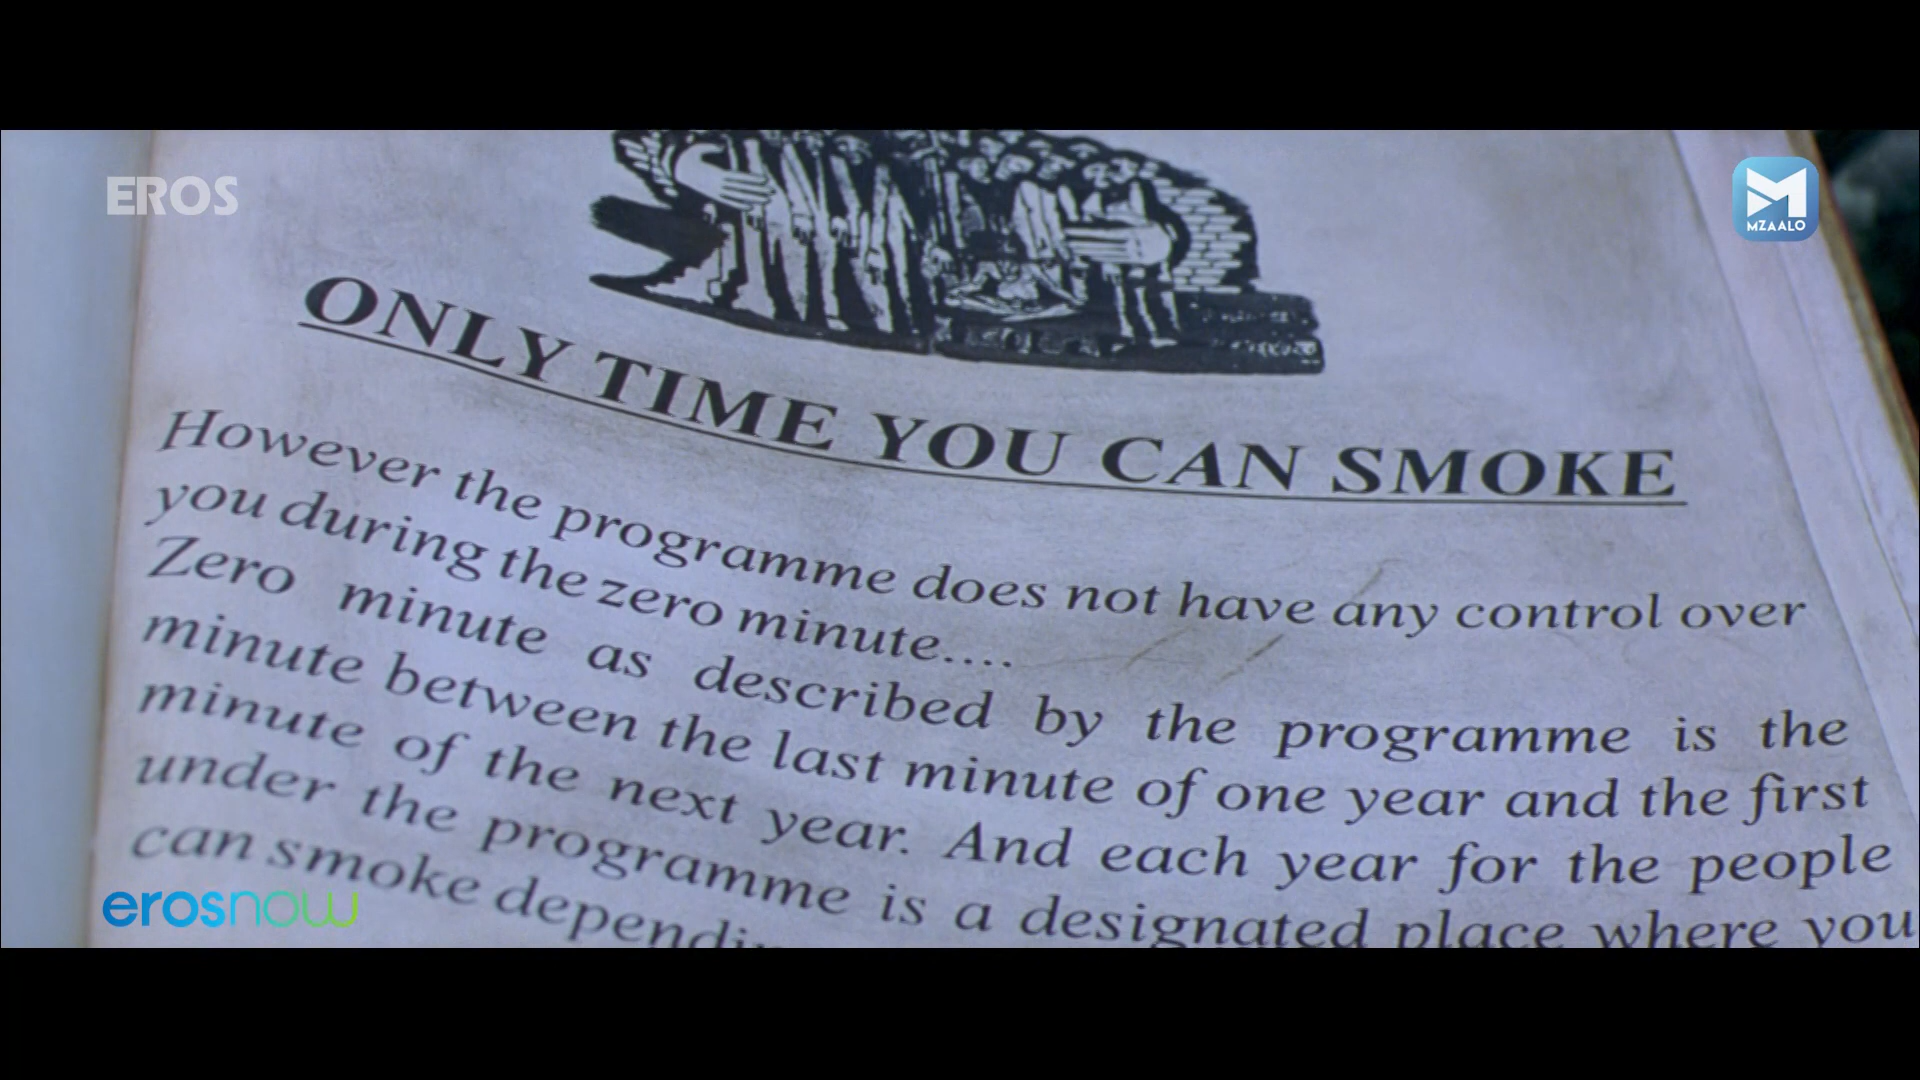 EROS
MZAALO
ONLY TIME YOU CAN SMOKE
However the programme does not have any control over
you during the zero minute....
Zero minute as described by the programme is the
minute between the last minute of one year and the first
minute of the next year. And each year for the people
under the programme is a designated place where you
can smoke
erosnow